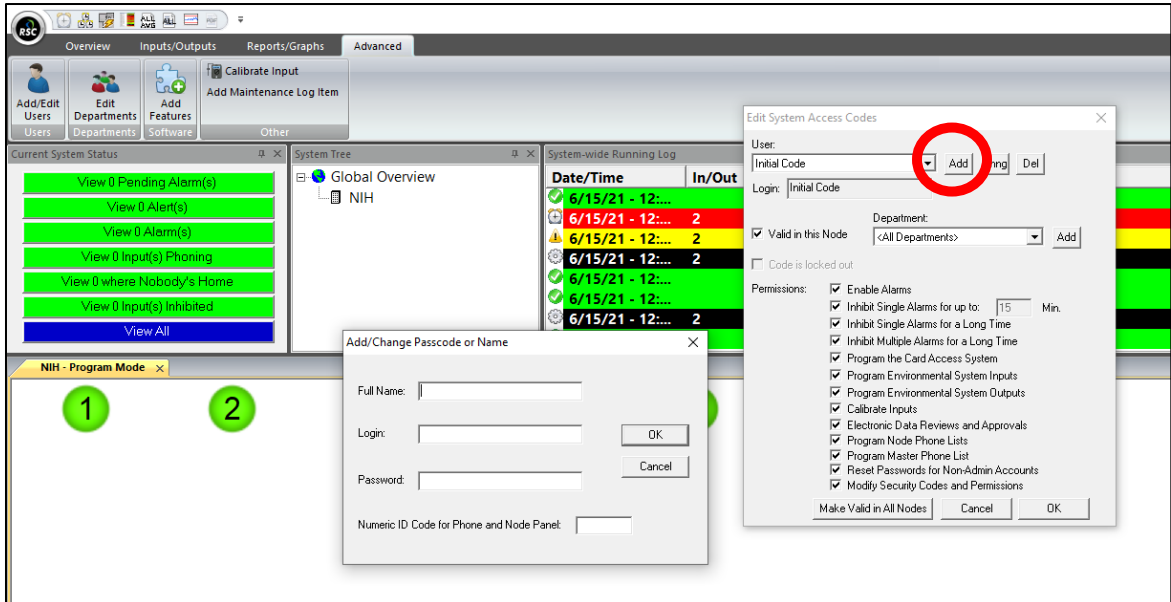 RSC
ALL AVG
ALL
PDF
Overview Inputs/Outputs Reports/Graphs Advanced
Add/Edit Users
Edit Departments
Add Features
Calibrate Input
Add Maintenance Log Item
Users Departments Software Other
Current System Status
View 0 Pending Alarm(s)
View 0 Alert(s)
View 0 Alarm(s)
View 0 Input(s) Phoning
View 0 where Nobody's Home
View 0 Input(s) Inhibited
View All
System Tree
Global Overview
NIH
System-wide Running Log
Date/Time In/Out
6/15/21 - 12:...
6/15/21 - 12:... 2
6/15/21 - 12:... 2
6/15/21 - 12:... 2
6/15/21 - 12:...
6/15/21 - 12:...
6/15/21 - 12:... 2
NIH - Program Mode
1 2
Add/Change Passcode or Name
Full Name:
Login:
OK
Cancel
Password:
Numeric ID Code for Phone and Node Panel:
Edit System Access Codes
User:
Initial Code Add Del
Login: Initial Code
Department:
Valid in this Node <All Departments> Add
Code is locked out
Permissions: Enable Alarms
Inhibit Single Alarms for up to: 15 Min.
Inhibit Single Alarms for a Long Time
Inhibit Multiple Alarms for a Long Time
Program the Card Access System
Program Environmental System Inputs
Program Environmental System Outputs
Calibrate Inputs
Electronic Data Reviews and Approvals
Program Node Phone Lists
Program Master Phone List
Reset Passwords for Non-Admin Accounts
Modify Security Codes and Permissions
Make Valid in All Nodes Cancel OK